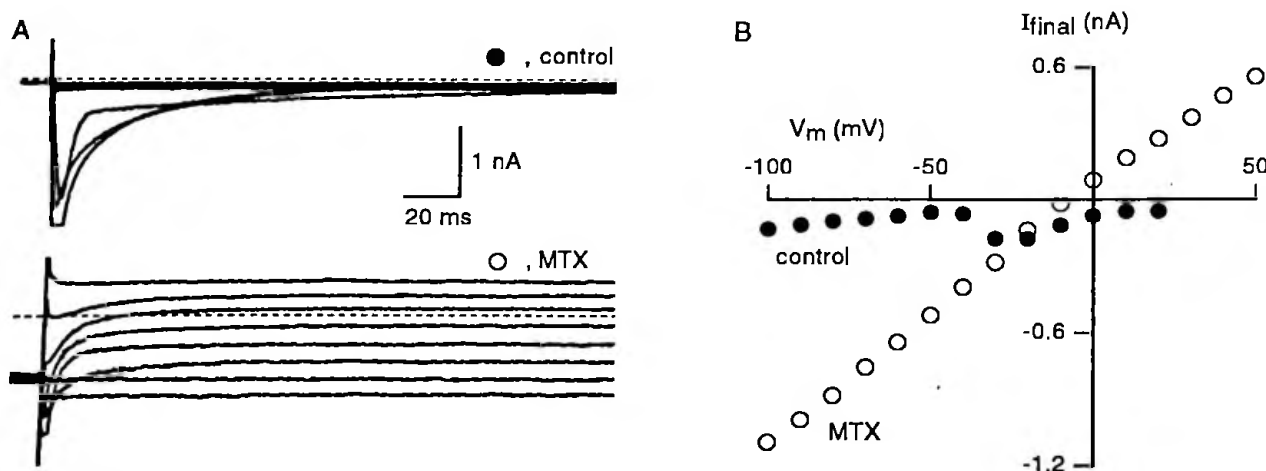 A
● , control
1 nA
20 ms
○ , MTX
B
I_final (nA)
0.6
V_m (mV)
-100
-50
50
control
-0.6
MTX
-1.2